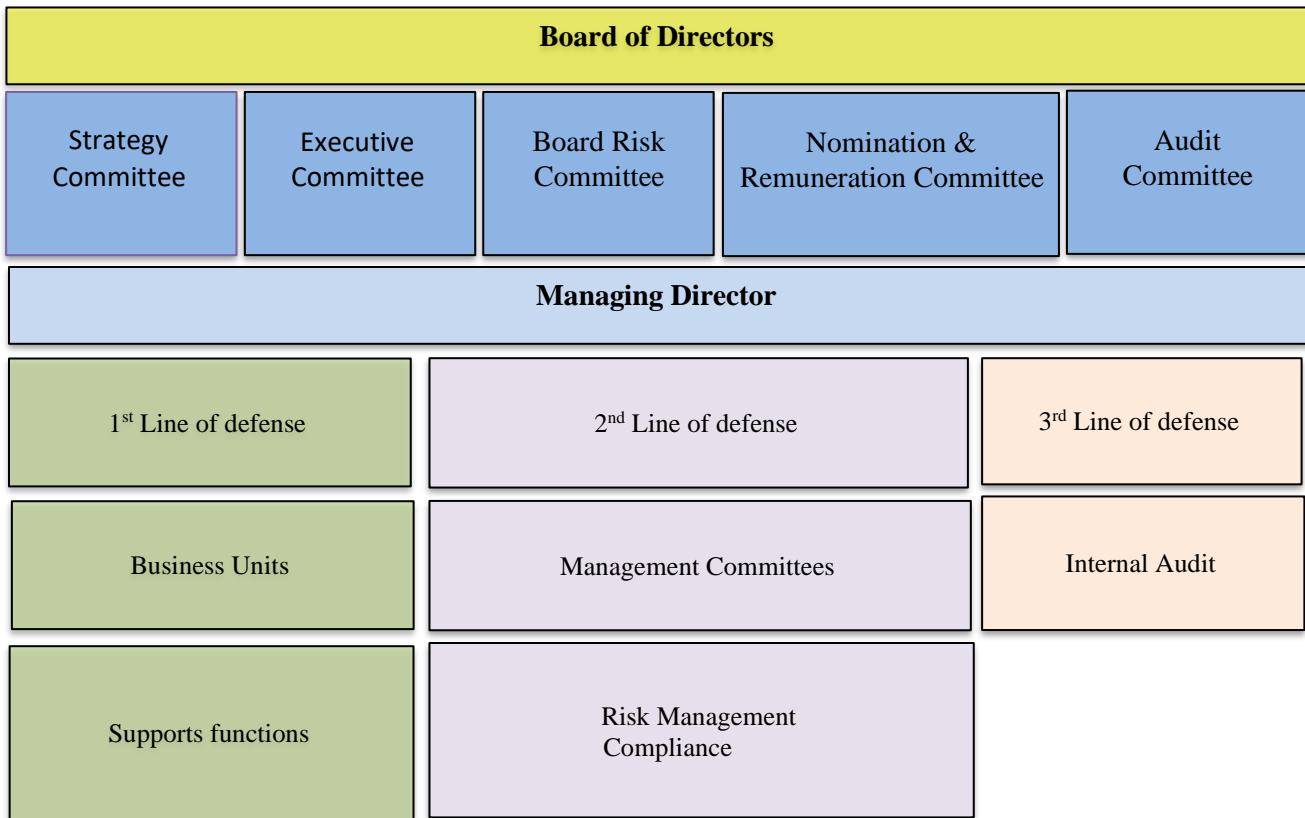 Board of Directors
Strategy
Committee
Executive
Committee
Board Risk
Committee
Nomination &
Remuneration Committee
Audit
Committee
Managing Director
1st Line of defense
2nd Line of defense
3rd Line of defense
Business Units
Management Committees
Internal Audit
Supports functions
Risk Management
Compliance